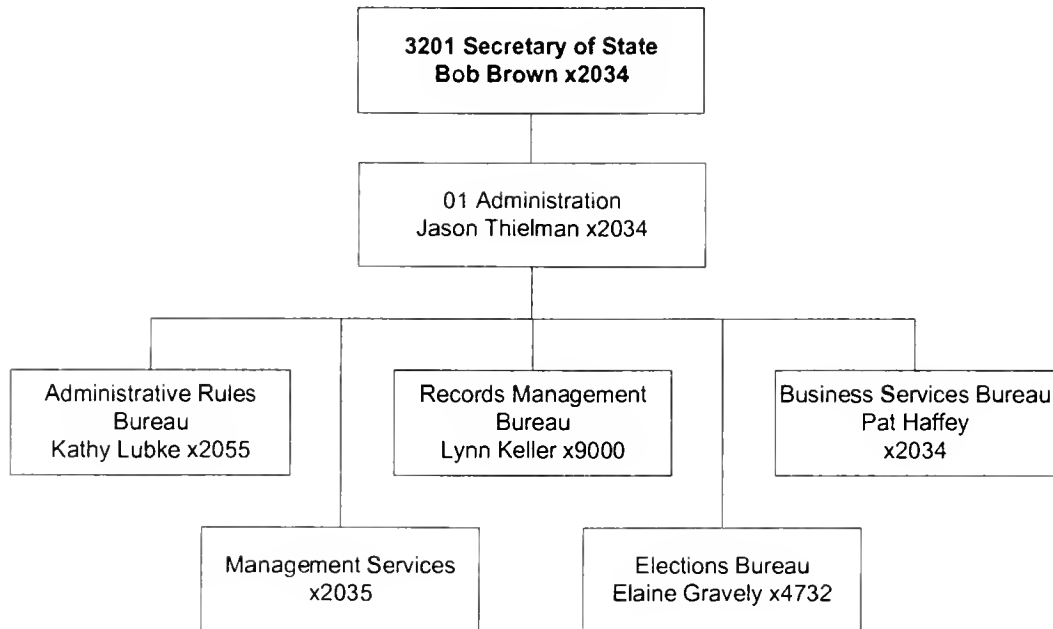 3201 Secretary of State
Bob Brown x2034
01 Administration
Jason Thielman x2034
Administrative Rules
Bureau
Kathy Lubke x2055
Records Management
Bureau
Lynn Keller x9000
Business Services Bureau
Pat Haffey
x2034
Management Services
x2035
Elections Bureau
Elaine Gravely x4732